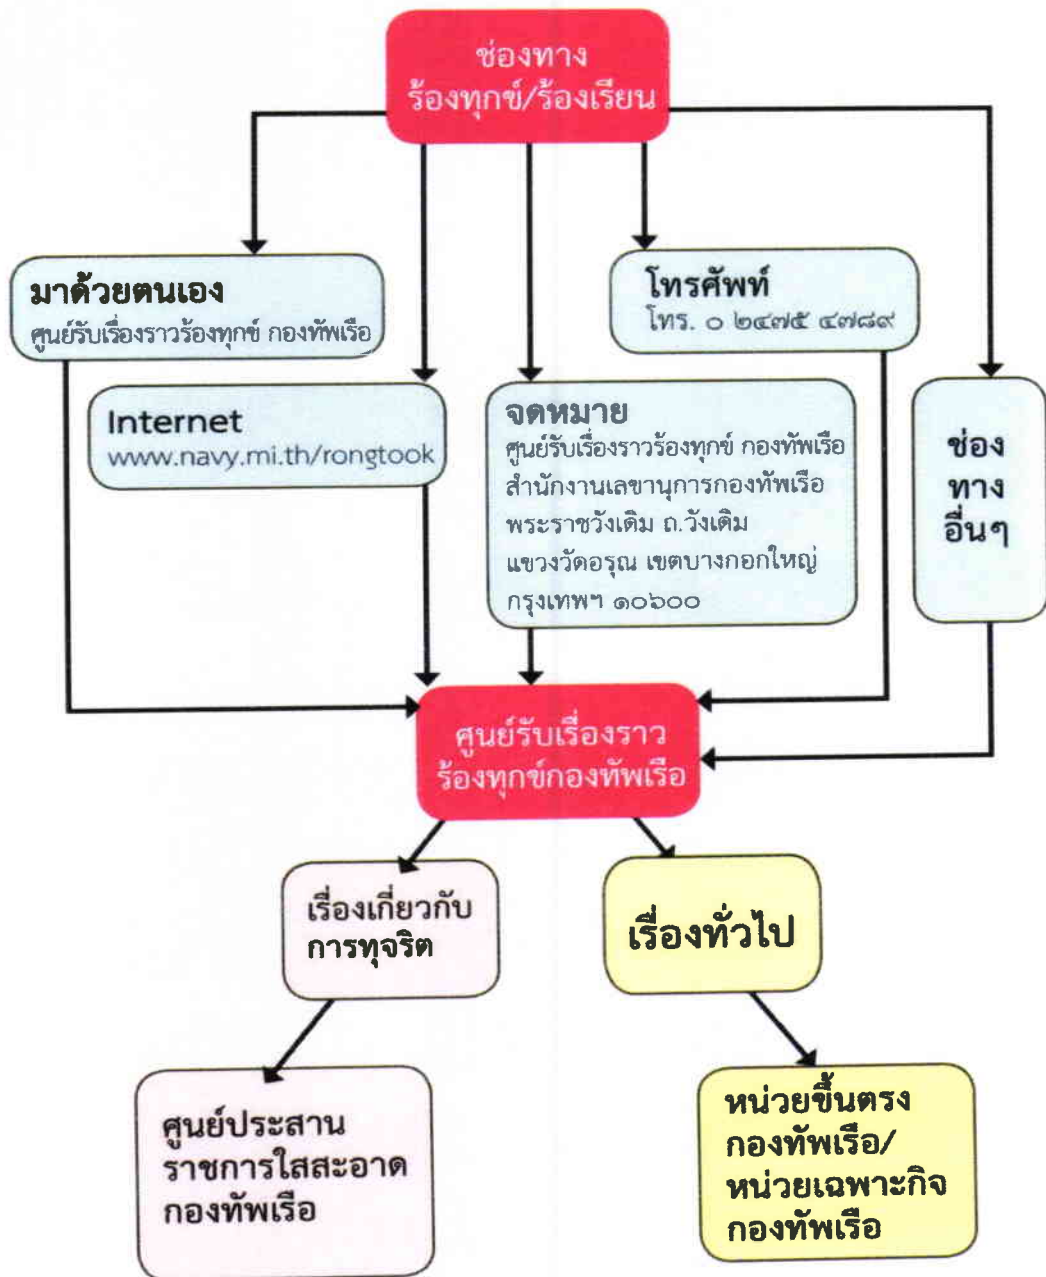 ช่องทาง
ร้องทุกข์/ร้องเรียน
มาด้วยตนเอง
ศูนย์รับเรื่องราวร้องทุกข์ กองทัพเรือ
โทรศัพท์
โทร. ๐ ๒๔๗๕ ๔๗๘๙
Internet
www.navy.mi.th/rongtook
จดหมาย
ศูนย์รับเรื่องราวร้องทุกข์ กองทัพเรือ
สำนักงานเลขานุการกองทัพเรือ
พระราชวังเดิม ถ.วังเดิม
แขวงวัดอรุณ เขตบางกอกใหญ่
กรุงเทพฯ ๑๐๖๐๐
ช่อง
ทาง
อื่นๆ
ศูนย์รับเรื่องราว
ร้องทุกข์กองทัพเรือ
เรื่องเกี่ยวกับ
การทุจริต
เรื่องทั่วไป
ศูนย์ประสาน
ราชการใสสะอาด
กองทัพเรือ
หน่วยขึ้นตรง
กองทัพเรือ/
หน่วยเฉพาะกิจ
กองทัพเรือ